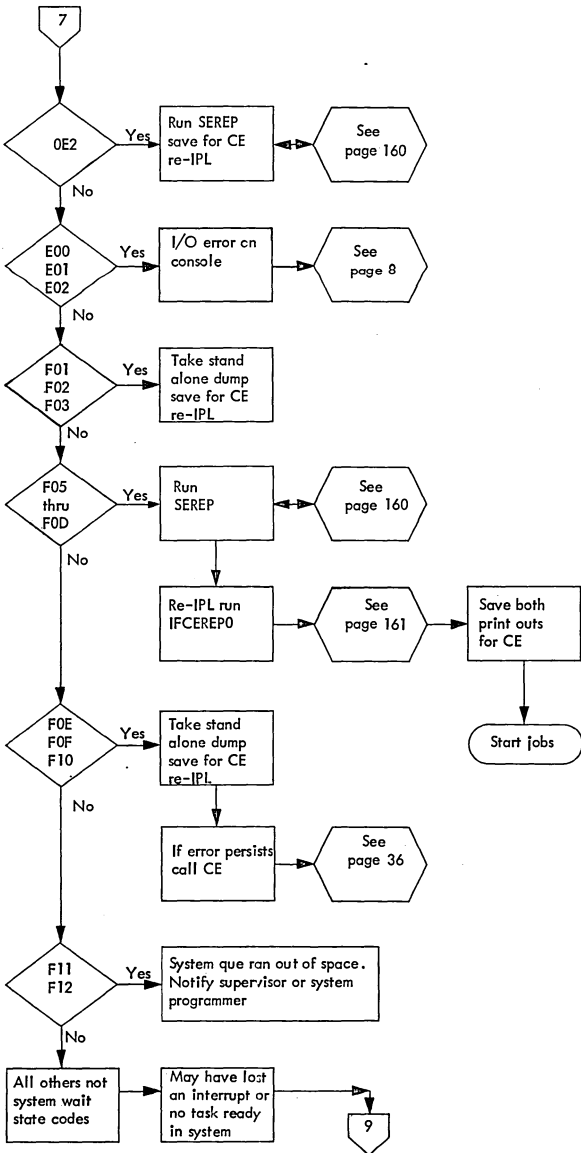 7
0E2
Yes
Run SEREP
save for CE
re-IPL
See
page 160
No
E00
E01
E02
Yes
I/O error cn
console
See
page 8
No
F01
F02
F03
Yes
Take stand
alone dump
save for CE
re-IPL
No
F05
thru
F0D
Yes
Run
SEREP
See
page 160
No
Re-IPL run
IFCEREP0
See
page 161
Save both
print outs
for CE
Start jobs
F0E
F0F
F10
Yes
Take stand
alone dump
save for CE
re-IPL
No
If error persists
call CE
See
page 36
F11
F12
Yes
System que ran out of space.
Notify supervisor or system
programmer
No
All others not
system wait
state codes
May have lost
an interrupt or
no task ready
in system
9